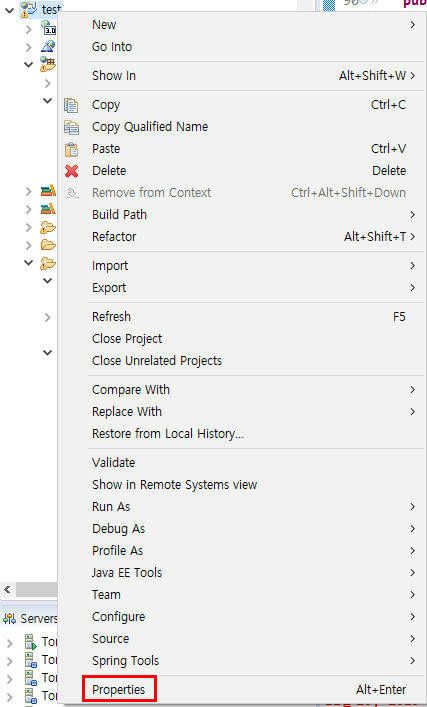 test
90
pub
3.0
New
Go Into
Show In Alt+Shift+W
Copy Ctrl+C
Copy Qualified Name
Paste Ctrl+V
Delete Delete
Remove from Context Ctrl+Alt+Shift+Down
Build Path
Refactor Alt+Shift+T
Import
Export
Refresh F5
Close Project
Close Unrelated Projects
Compare With
Replace With
Restore from Local History...
Validate
Show in Remote Systems view
Run As
Debug As
Profile As
Java EE Tools
Team
Configure
Source
Spring Tools
Properties Alt+Enter
Servers
Tor
Tor
Tor
Tor